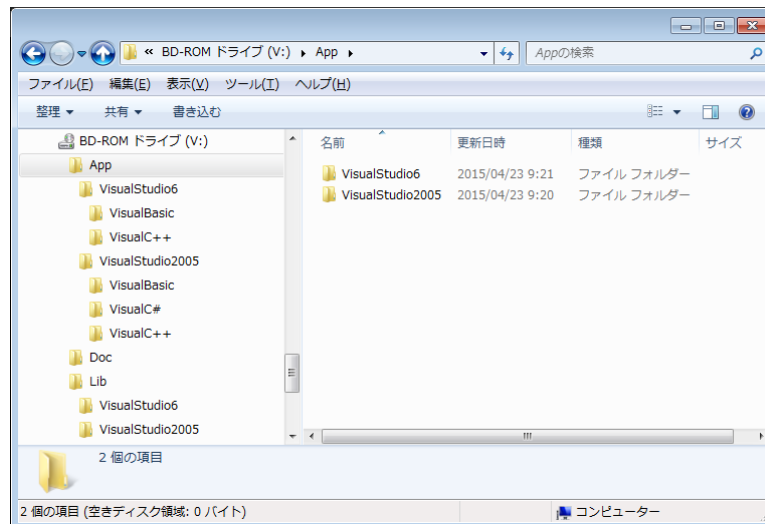 « BD-ROM ドライブ (V:) ▸ App ▸
Appの検索
ファイル(F) 編集(E) 表示(V) ツール(T) ヘルプ(H)
整理 ▼ 共有 ▼ 書き込む
BD-ROM ドライブ (V:)
App
VisualStudio6
VisualBasic
VisualC++
VisualStudio2005
VisualBasic
VisualC#
VisualC++
Doc
Lib
VisualStudio6
VisualStudio2005
名前 更新日時 種類 サイズ
VisualStudio6 2015/04/23 9:21 ファイル フォルダー
VisualStudio2005 2015/04/23 9:20 ファイル フォルダー
2 個の項目
2 個の項目 (空きディスク領域: 0 バイト) コンピューター